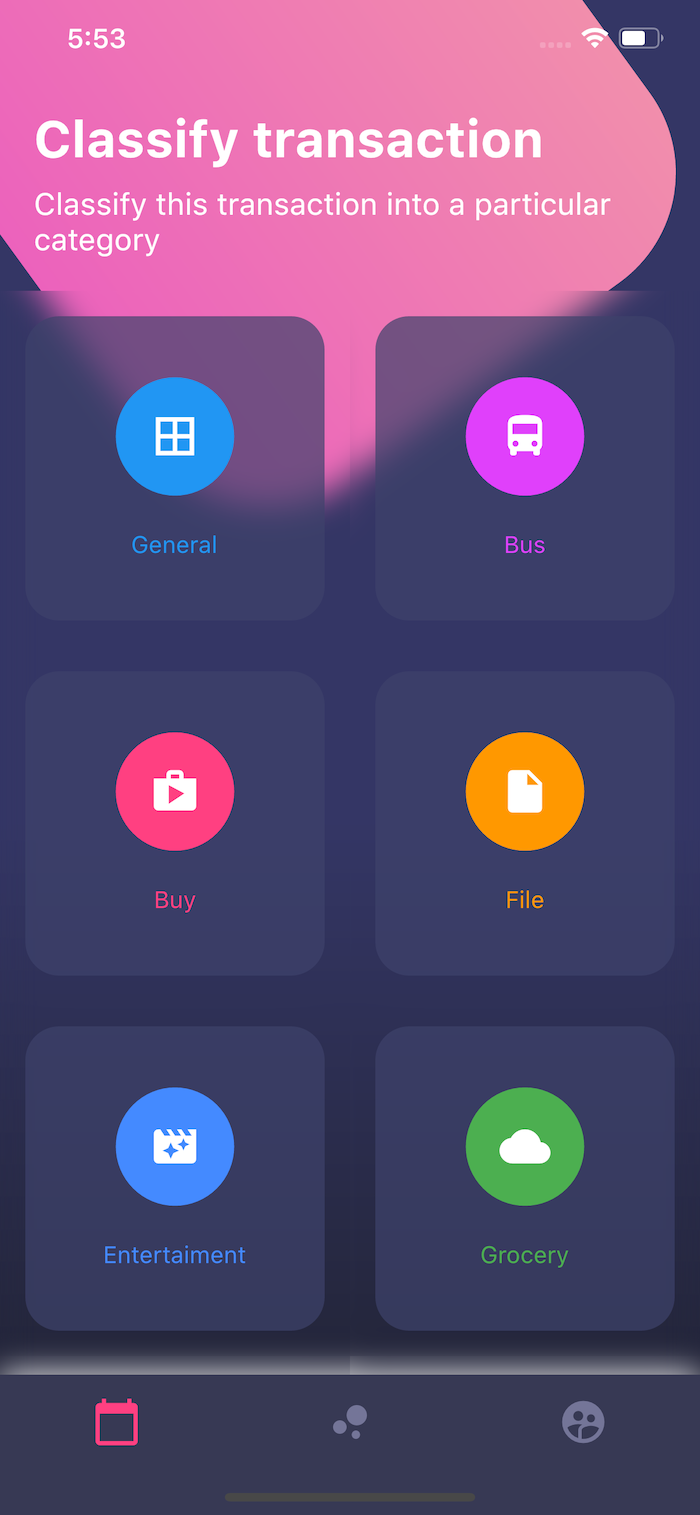 5:53
Classify transaction
Classify this transaction into a particular
category
General
Bus
Buy
File
Entertaiment
Grocery